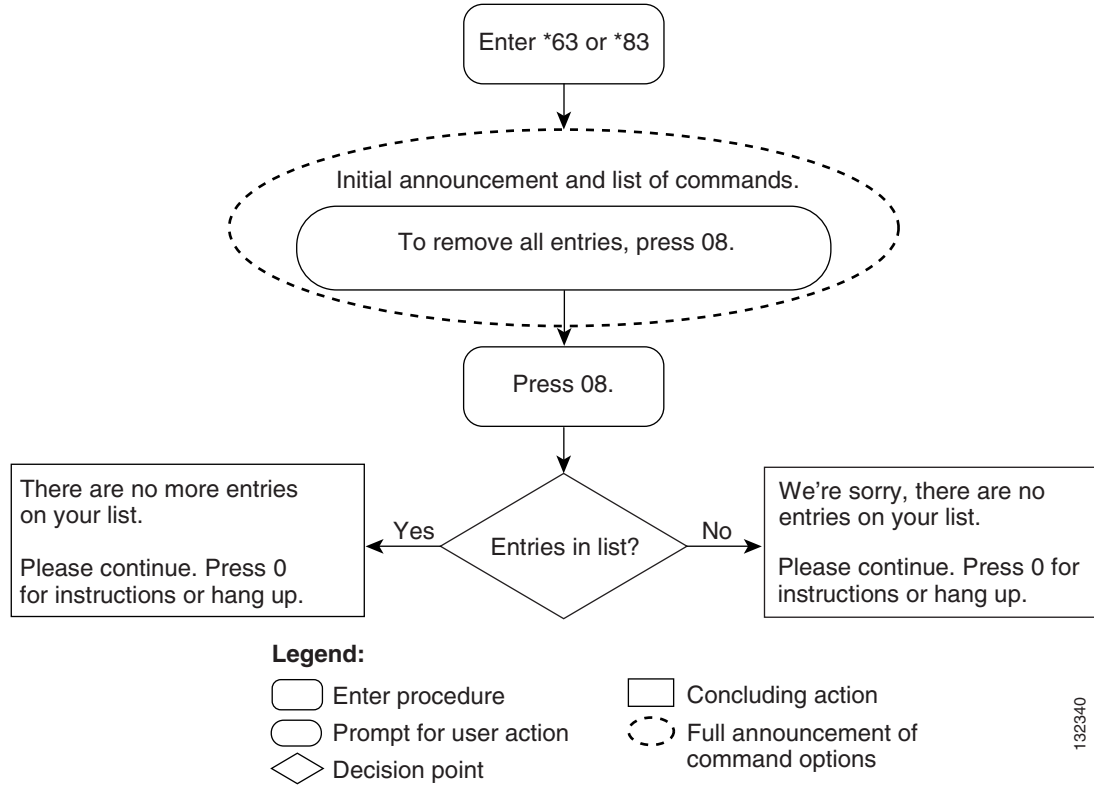 Enter *63 or *83
Initial announcement and list of commands.
To remove all entries, press 08.
Press 08.
There are no more entries
on your list.
Please continue. Press 0
for instructions or hang up.
Yes
Entries in list?
No
We're sorry, there are no
entries on your list.
Please continue. Press 0 for
instructions or hang up.
Legend:
Enter procedure
Prompt for user action
Decision point
Concluding action
Full announcement of
command options
132340